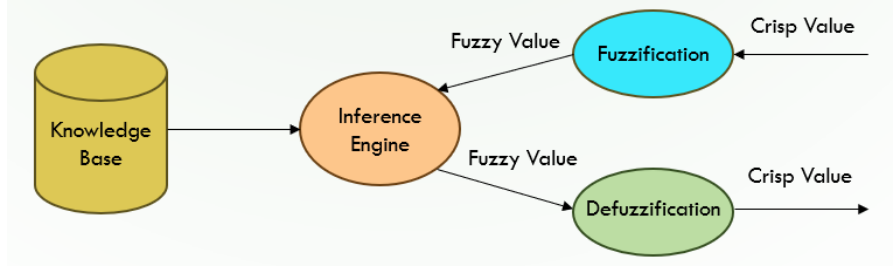 Crisp Value
Fuzzy Value
Fuzzification
Knowledge
Base
Inference
Engine
Fuzzy Value
Crisp Value
Defuzzification